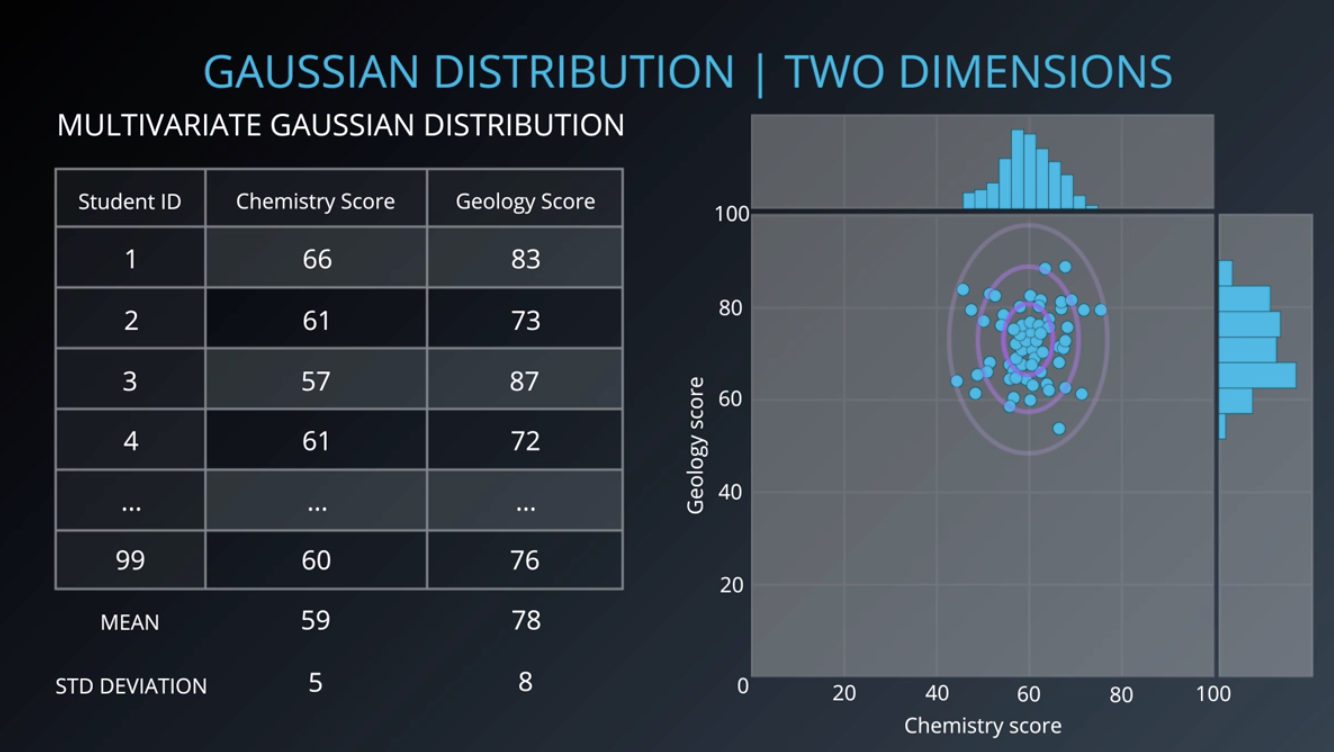 GAUSSIAN DISTRIBUTION | TWO DIMENSIONS
MULTIVARIATE GAUSSIAN DISTRIBUTION
Student ID Chemistry Score Geology Score
1 66 83
2 61 73
3 57 87
4 61 72
... ... ...
99 60 76
MEAN 59 78
STD DEVIATION 5 8
100
80
60
40
20
0 20 40 60 80 100
Geology score
Chemistry score